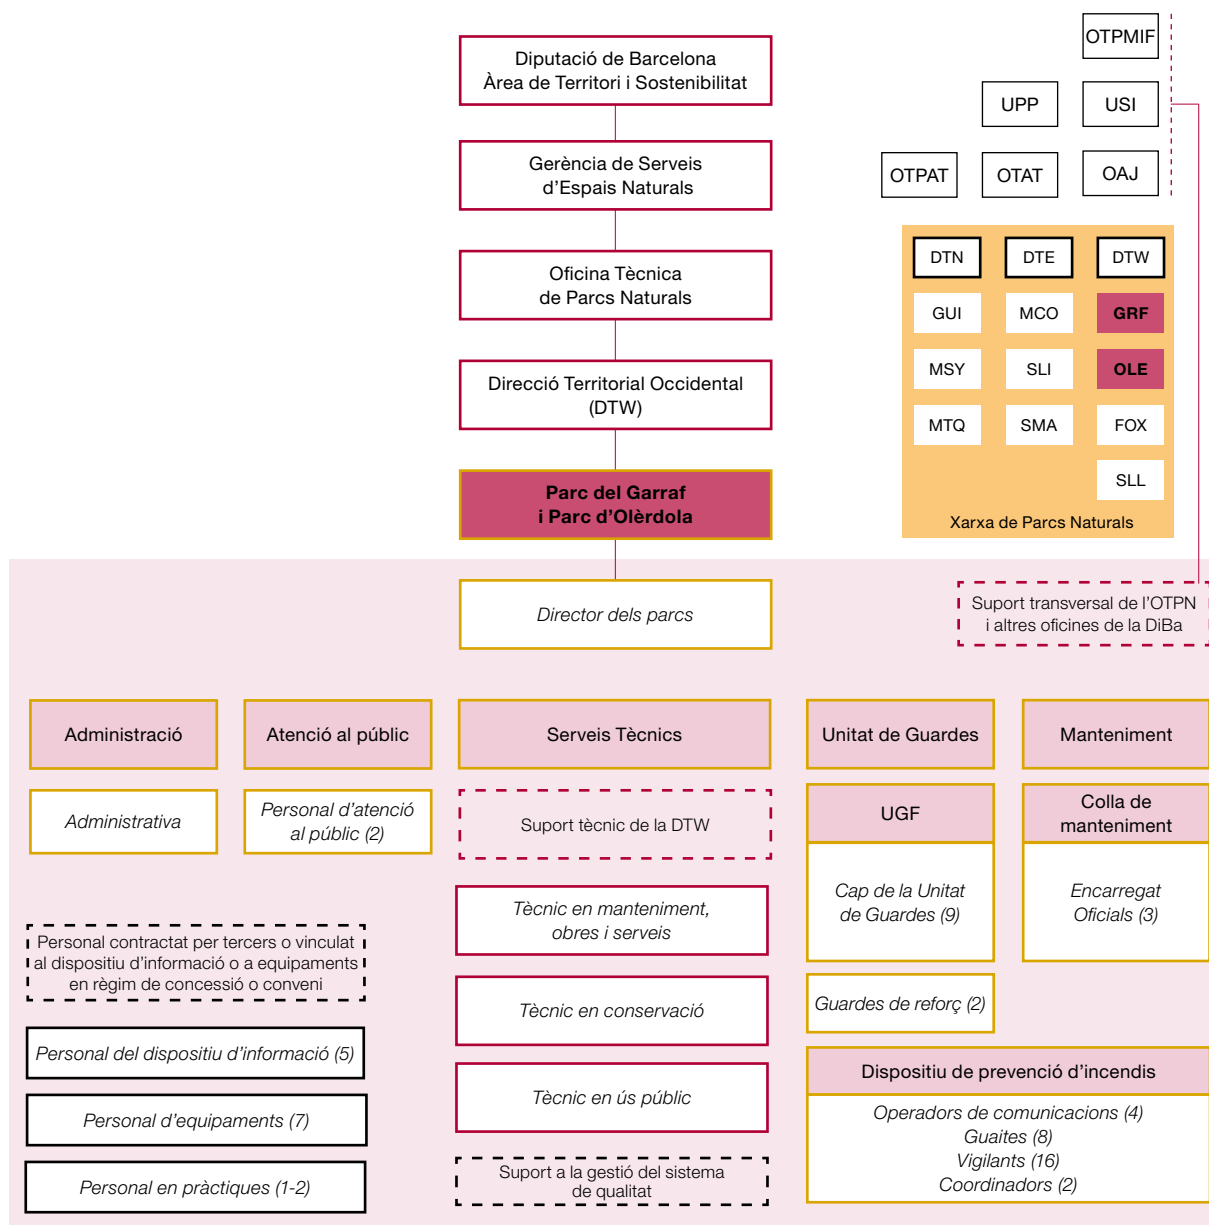 Diputació de Barcelona
Àrea de Territori i Sostenibilitat
Gerència de Serveis
d'Espais Naturals
Oficina Tècnica
de Parcs Naturals
Direcció Territorial Occidental
(DTW)
Parc del Garraf
i Parc d'Olèrdola
Director dels parcs
OTPMIF
UPP
USI
OTPAT
OTAT
OAJ
DTN
DTE
DTW
GUI
MCO
GRF
MSY
SLI
OLE
MTQ
SMA
FOX
SLL
Xarxa de Parcs Naturals
Suport transversal de l'OTPN
i altres oficines de la DiBa
Administració
Administrativa
Atenció al públic
Personal d'atenció
al públic (2)
Personal contractat per tercers o vinculat
al dispositiu d'informació o a equipaments
en règim de concessió o conveni
Personal del dispositiu d'informació (5)
Personal d'equipaments (7)
Personal en pràctiques (1-2)
Serveis Tècnics
Suport tècnic de la DTW
Tècnic en manteniment,
obres i serveis
Tècnic en conservació
Tècnic en ús públic
Suport a la gestió del sistema
de qualitat
Unitat de Guardes
UGF
Cap de la Unitat
de Guardes (9)
Guardes de reforç (2)
Manteniment
Colla de
manteniment
Encarregat
Oficials (3)
Dispositiu de prevenció d'incendis
Operadors de comunicacions (4)
Guaites (8)
Vigilants (16)
Coordinadors (2)